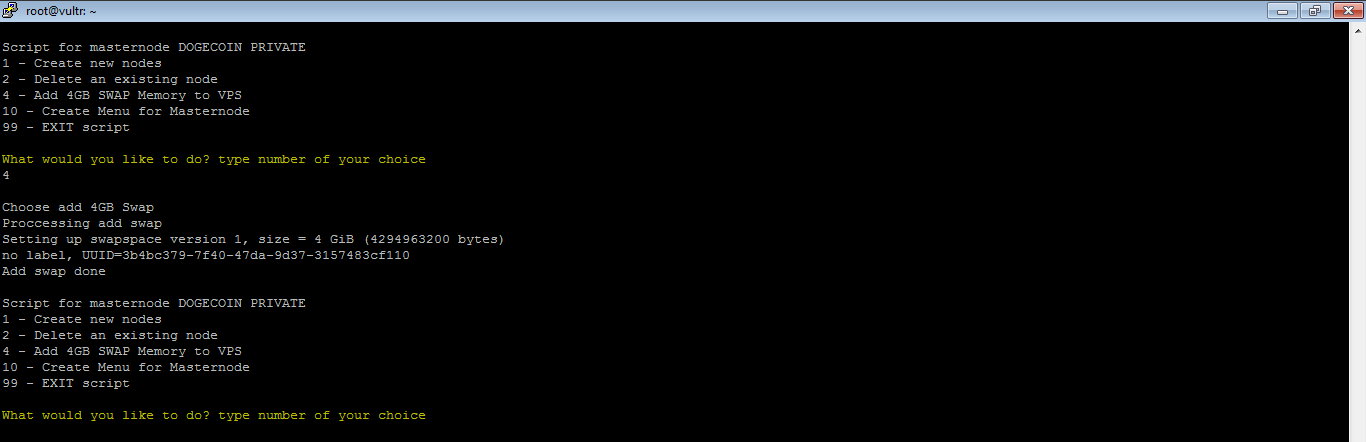 root@vultr: ~
Script for masternode DOGECOIN PRIVATE
1 - Create new nodes
2 - Delete an existing node
4 - Add 4GB SWAP Memory to VPS
10 - Create Menu for Masternode
99 - EXIT script
What would you like to do? type number of your choice
4
Choose add 4GB Swap
Proccessing add swap
Setting up swapspace version 1, size = 4 GiB (4294963200 bytes)
no label, UUID=3b4bc379-7f40-47da-9d37-3157483cf110
Add swap done
Script for masternode DOGECOIN PRIVATE
1 - Create new nodes
2 - Delete an existing node
4 - Add 4GB SWAP Memory to VPS
10 - Create Menu for Masternode
99 - EXIT script
What would you like to do? type number of your choice